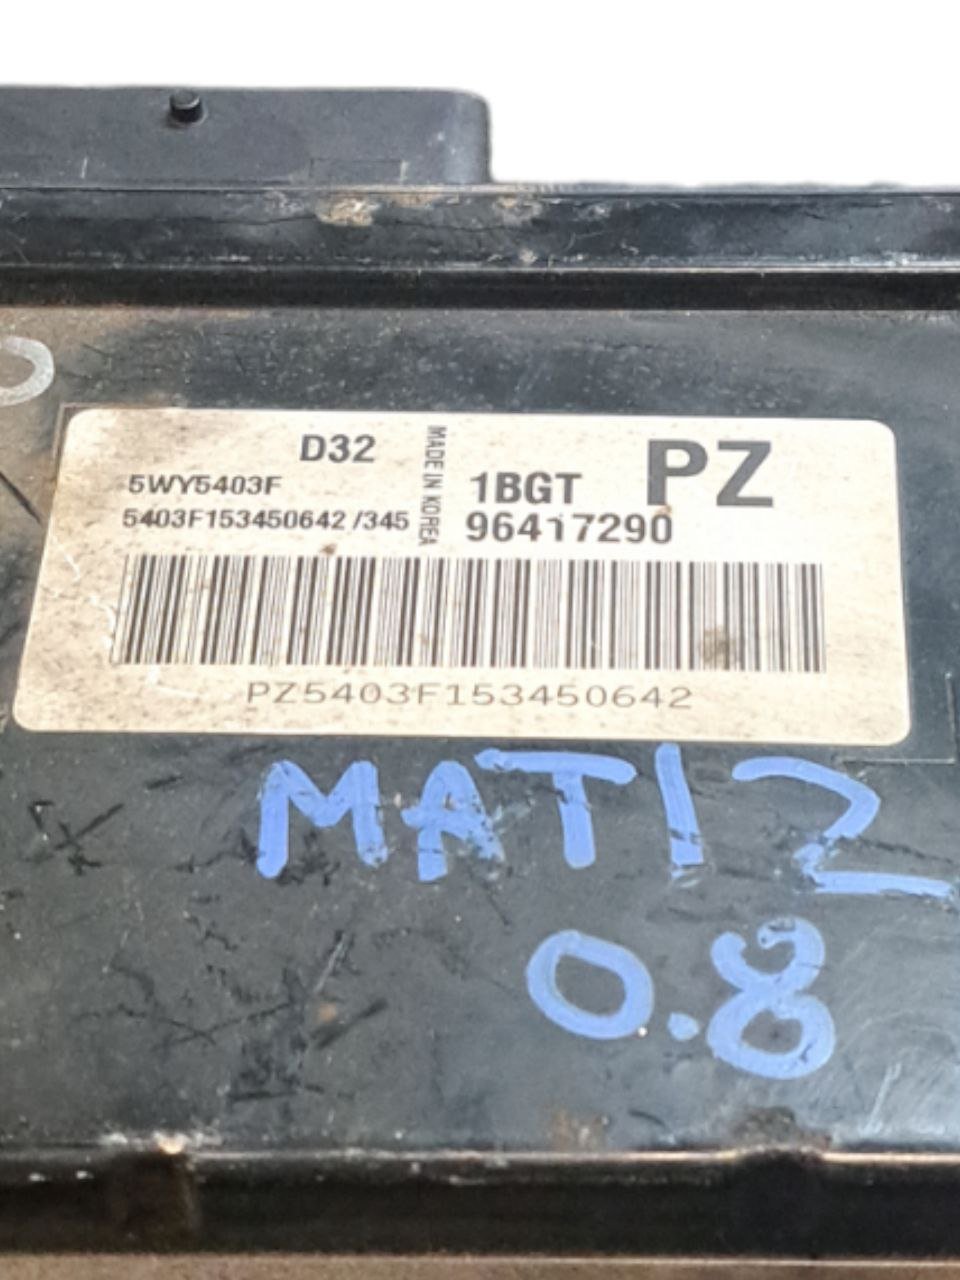 D32
MADE IN KOREA
PZ
5WY5403F
1BGT
5403F153450642 /345
96417290
PZ5403F153450642
MATIZ
0.8